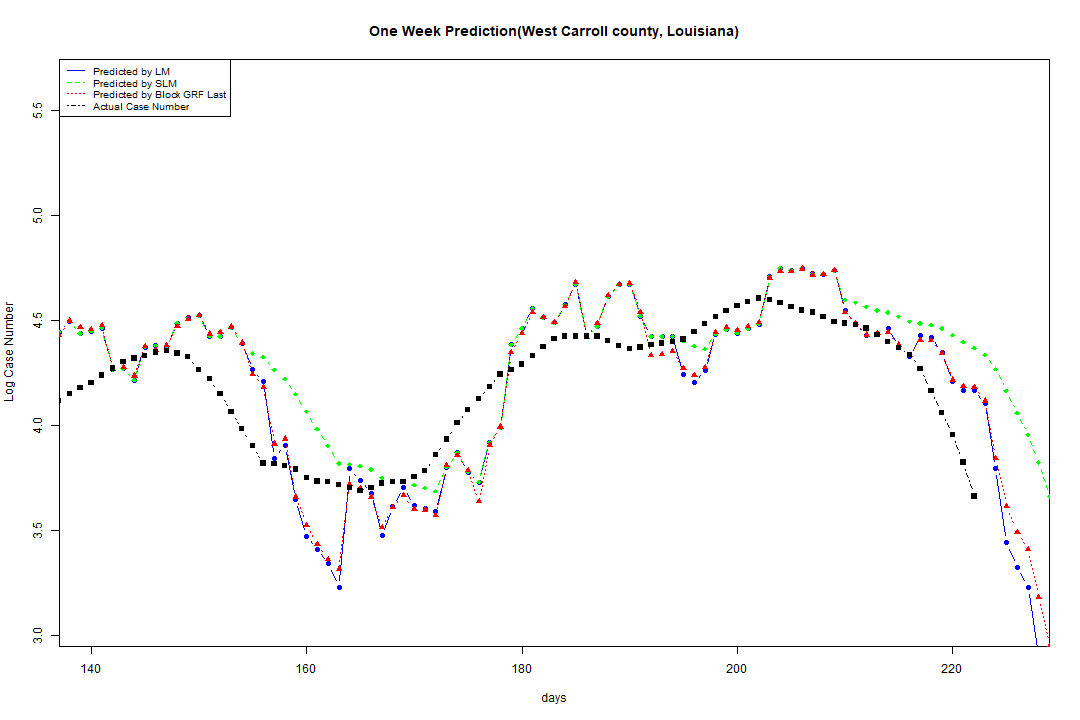 One Week Prediction(West Carroll county, Louisiana)
Predicted by LM
Predicted by SLM
Predicted by Block GRF Last
Actual Case Number
Log Case Number
5.5
5.0
4.5
4.0
3.5
3.0
140 160 180 200 220
days